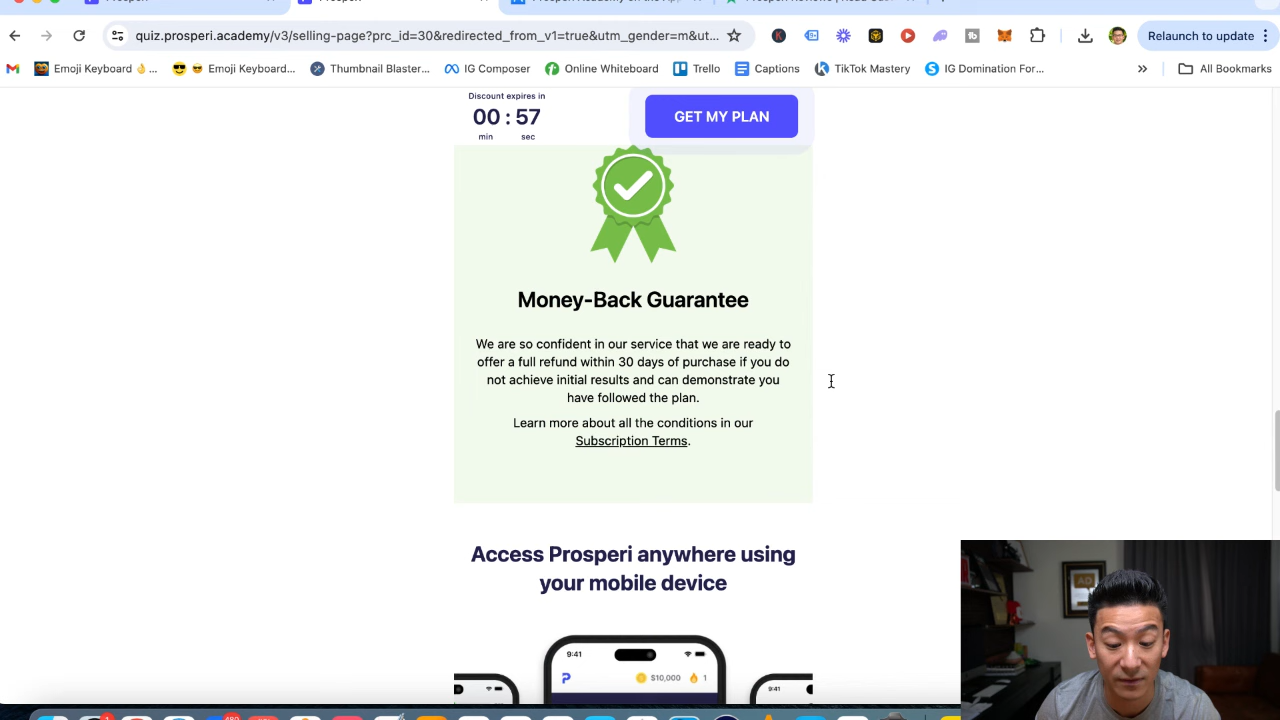 quiz.prosperi.academy/v3/selling-page?prc_id=30&redirected_from_v1=true&utm_gender=m&ut...
Relaunch to update
Emoji Keyboard 👌 ...
Emoji Keyboard...
Thumbnail Blaster...
IG Composer
Online Whiteboard
Trello
Captions
TikTok Mastery
IG Domination For...
All Bookmarks
Discount expires in
00 : 57
min sec
GET MY PLAN
Money-Back Guarantee
We are so confident in our service that we are ready to
offer a full refund within 30 days of purchase if you do
not achieve initial results and can demonstrate you
have followed the plan.
Learn more about all the conditions in our
Subscription Terms.
Access Prosperi anywhere using
your mobile device
9:41
$10,000
1
9:41